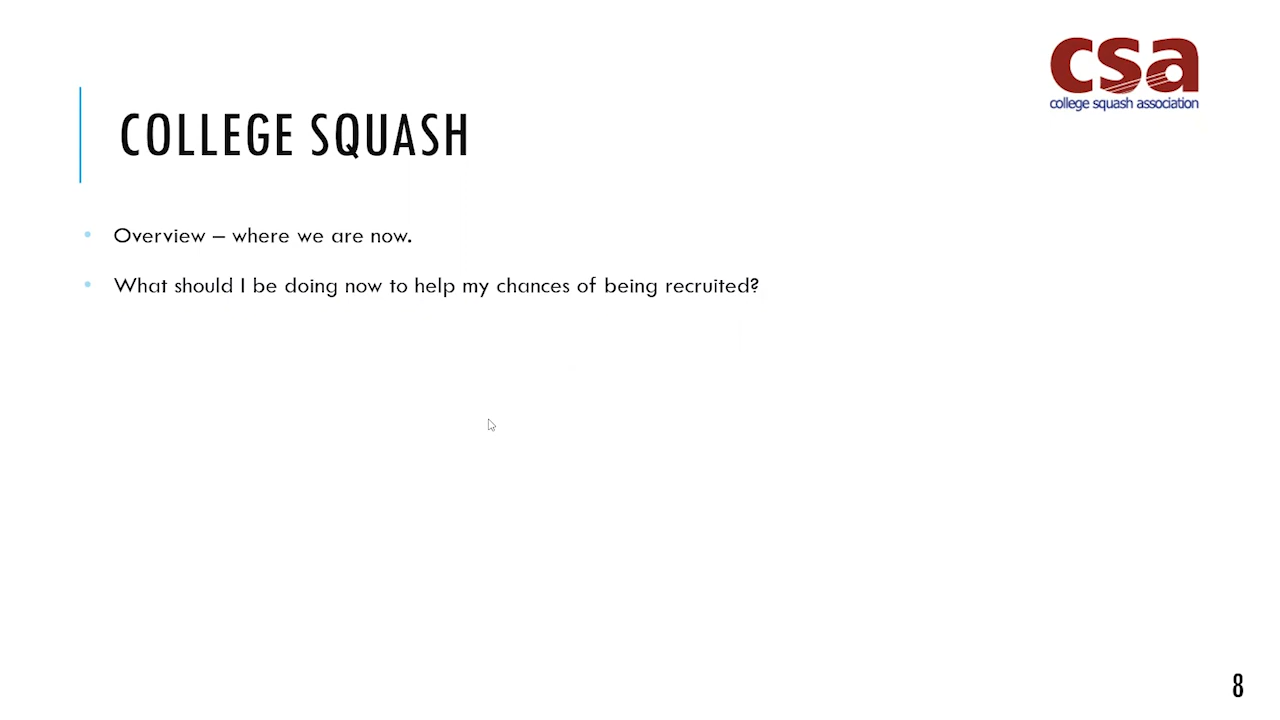 csa
college squash association
COLLEGE SQUASH
• Overview – where we are now.
• What should I be doing now to help my chances of being recruited?
8